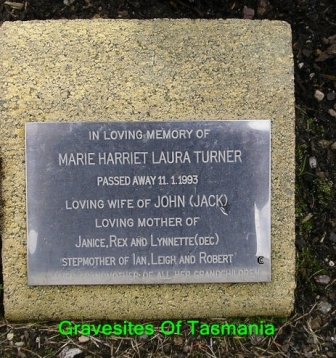 IN LOVING MEMORY OF
MARIE HARRIET LAURA TURNER
PASSED AWAY 11. 1. 1993
LOVING WIFE OF JOHN (JACK)
LOVING MOTHER OF
JANICE, REX AND LYNNETTE (DEC)
STEPMOTHER OF IAN, LEIGH AND ROBERT
MOTHER OF ALL HER GRANDCHILDREN
Gravesites Of Tasmania